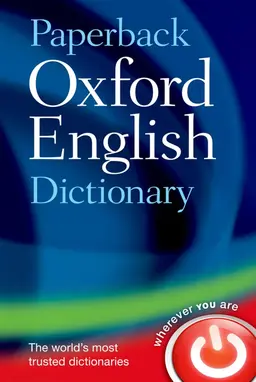 Paperback
Oxford
English
Dictionary
wherever YOU are
The world's most
trusted dictionaries